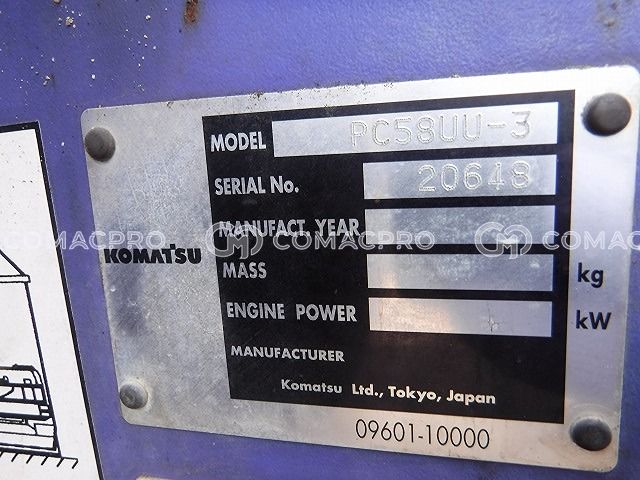 MODEL PC58UU-3
SERIAL No. 20648
MANUFACT. YEAR
COMACPRO COMACPRO COMACPRO
KOMATSU
MASS kg
ENGINE POWER kW
MANUFACTURER
Komatsu Ltd., Tokyo, Japan
09601-10000